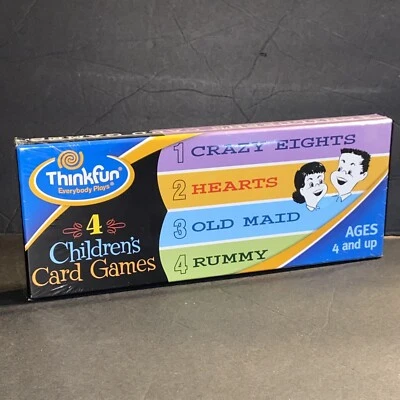 Thinkfun®
Everybody Plays®
4
Children's
Card Games
1 CRAZY EIGHTS
2 HEARTS
3 OLD MAID
4 RUMMY
AGES
4 and up